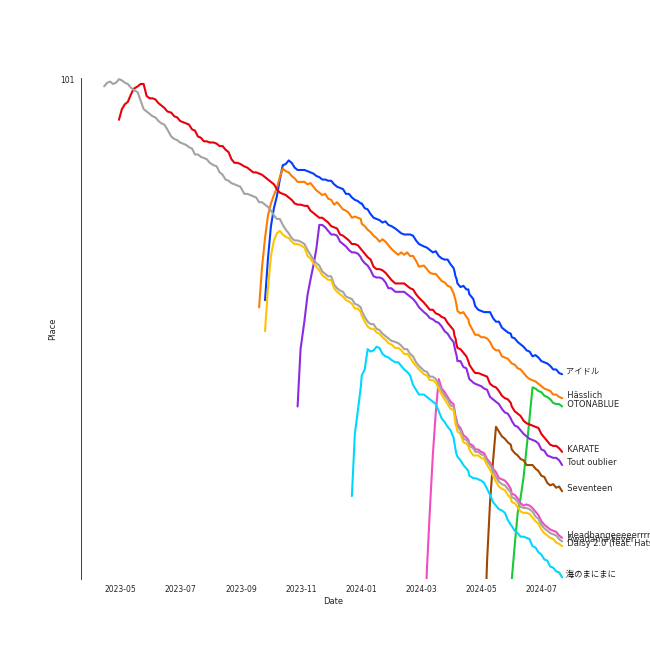 101
Place
アイドル
Hässlich
OTONABLUE
KARATE
Tout oublier
Seventeen
Headbangeeeerrrrr
Daisy 2.0 (feat. Hats
海のまにまに
2023-05 2023-07 2023-09 2023-11 2024-01 2024-03 2024-05 2024-07
Date